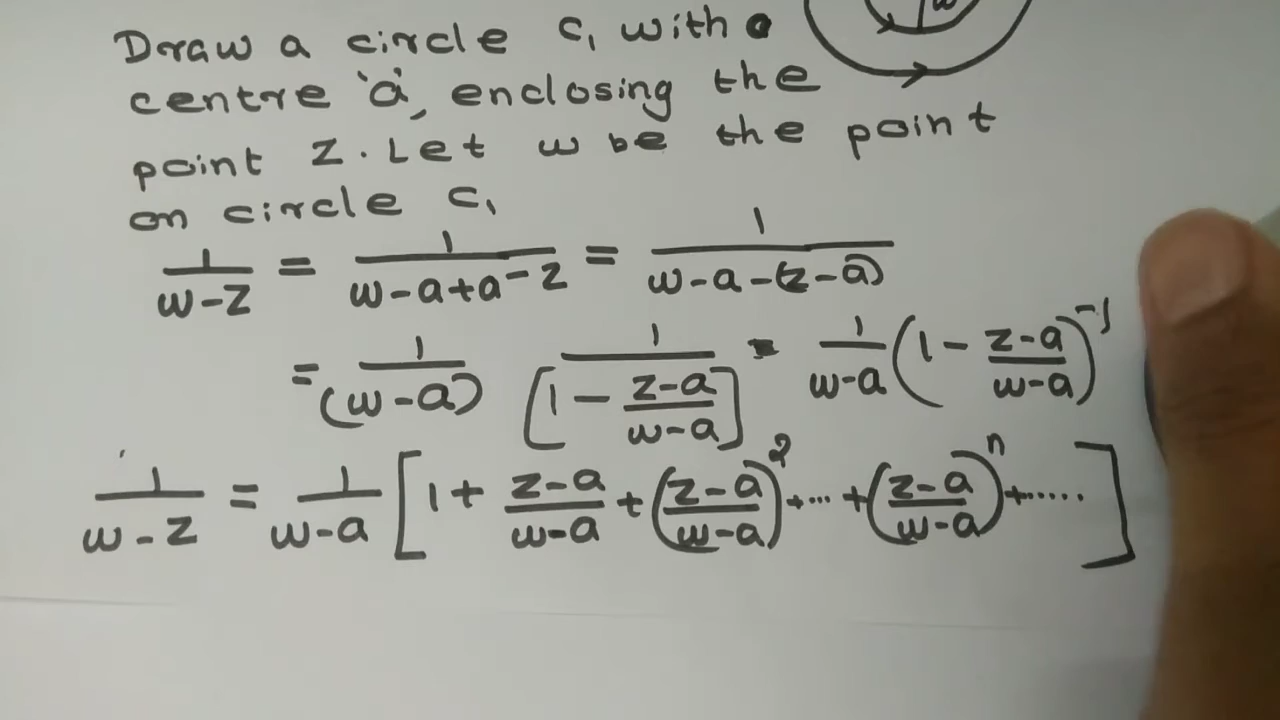 Draw a circle C₁ with a
centre 'a', enclosing the
point z. Let w be the point
on circle C₁
1/(w-z) = 1/(w-a+a-z) = 1/(w-a-(z-a))
= 1/(w-a) 1/[1 - (z-a)/(w-a)] = 1/(w-a) (1 - (z-a)/(w-a))⁻¹
1/(w-z) = 1/(w-a) [1 + (z-a)/(w-a) + ((z-a)/(w-a))² + ... + ((z-a)/(w-a))ⁿ + .....]